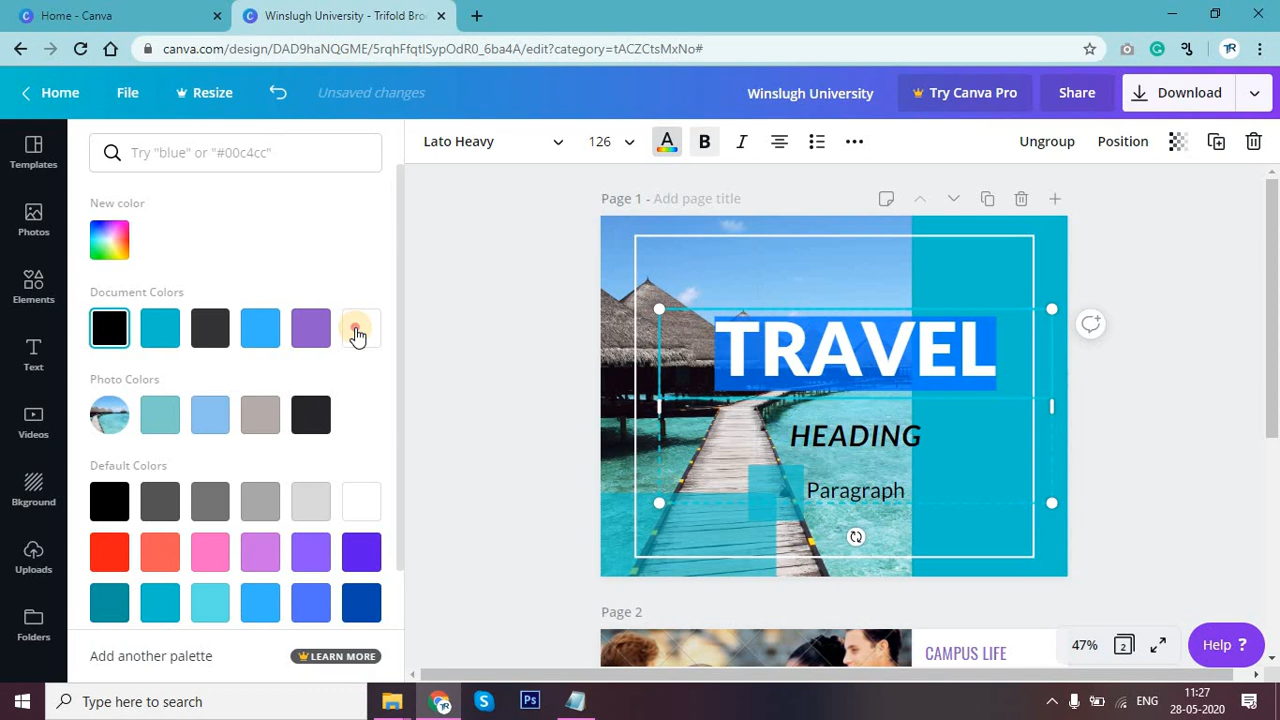 Home - Canva
Winslugh University - Trifold Bro
canva.com/design/DAD9haNQGME/5rqhFfqtlSypOdR0_6ba4A/edit?category=tACZCtsMxNo#
Home
File
Resize
Unsaved changes
Winslugh University
Try Canva Pro
Share
Download
Templates
Photos
Elements
Text
Videos
Bkground
Uploads
Folders
Try "blue" or "#00c4cc"
New color
Document Colors
Photo Colors
Default Colors
Add another palette
LEARN MORE
Lato Heavy
126
A
B
I
Ungroup
Position
Page 1 - Add page title
TRAVEL
HEADING
Paragraph
Page 2
CAMPUS LIFE
47%
2
Help ?
Type here to search
Ps
ENG
11:27
28-05-2020